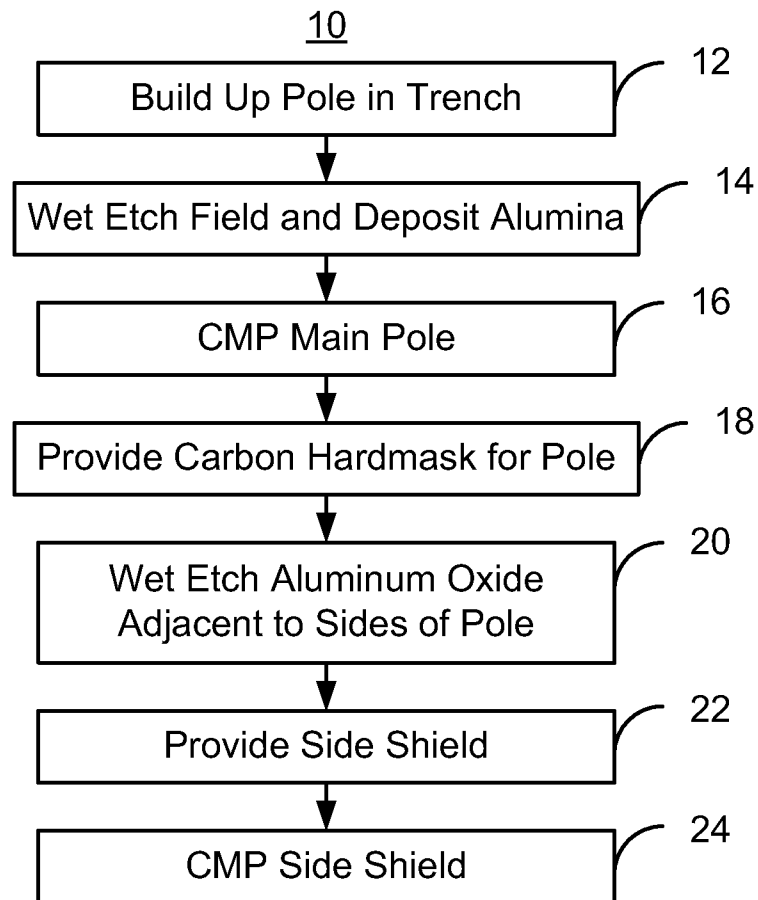 10
Build Up Pole in Trench
12
Wet Etch Field and Deposit Alumina
14
CMP Main Pole
16
Provide Carbon Hardmask for Pole
18
Wet Etch Aluminum Oxide
Adjacent to Sides of Pole
20
Provide Side Shield
22
CMP Side Shield
24